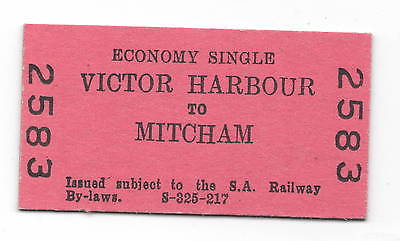 ECONOMY SINGLE
VICTOR HARBOUR
TO
MITCHAM
Issued subject to the S.A. Railway
By-laws. S-325-217
2583
2583